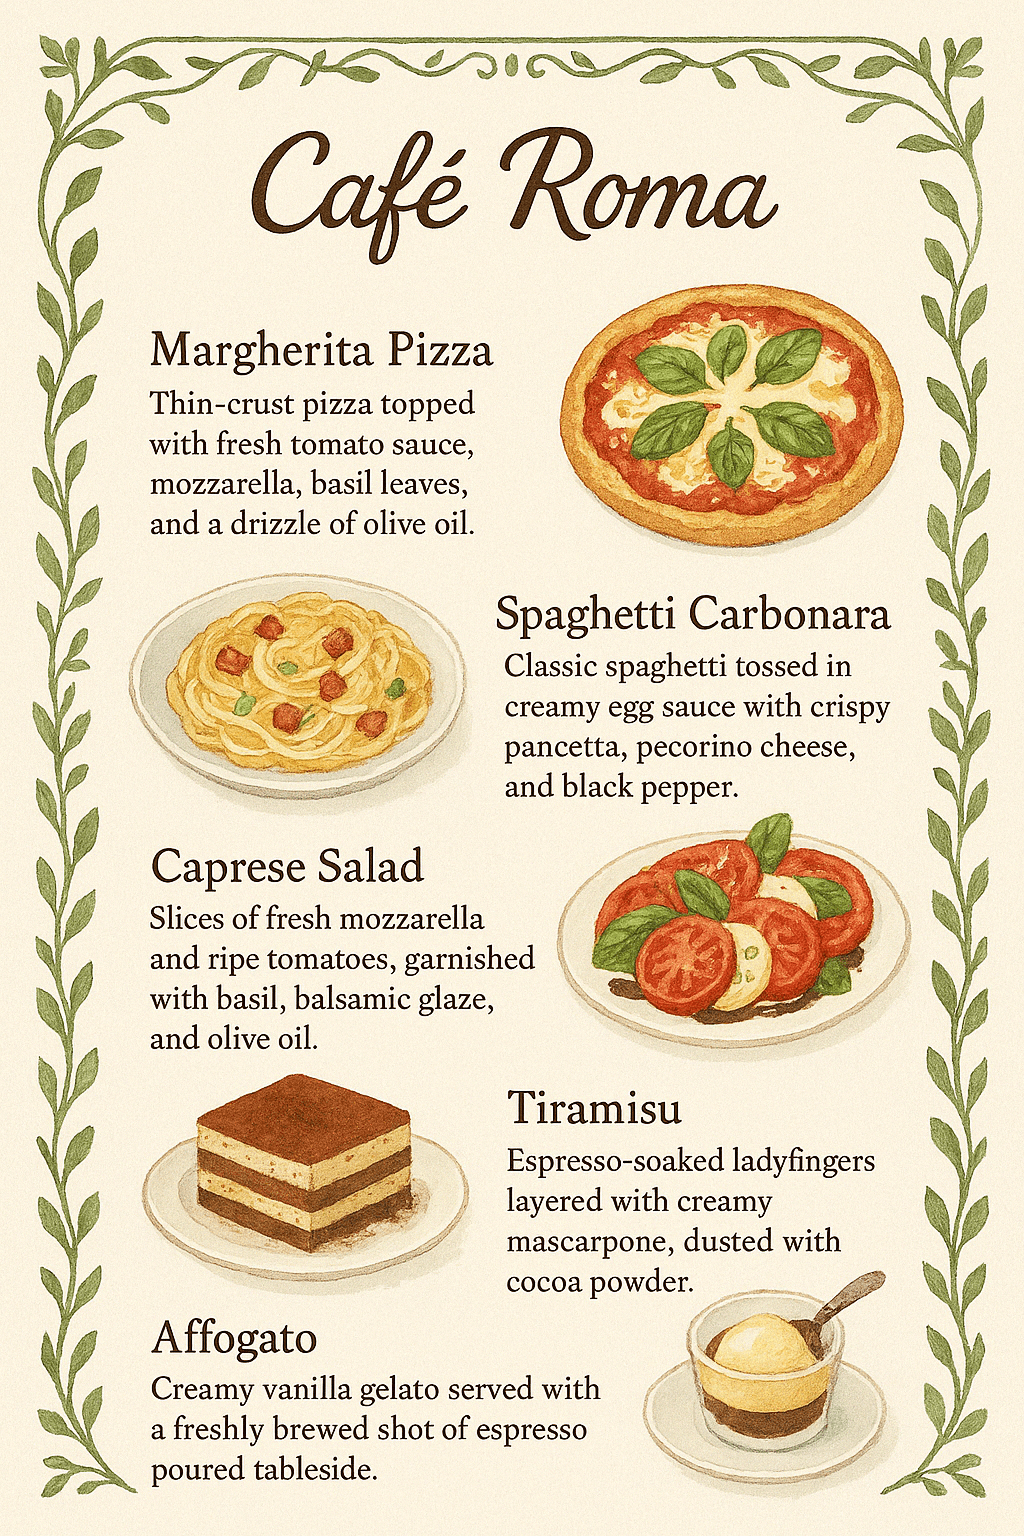 Café Roma
Margherita Pizza
Thin-crust pizza topped
with fresh tomato sauce,
mozzarella, basil leaves,
and a drizzle of olive oil.
Spaghetti Carbonara
Classic spaghetti tossed in
creamy egg sauce with crispy
pancetta, pecorino cheese,
and black pepper.
Caprese Salad
Slices of fresh mozzarella
and ripe tomatoes, garnished
with basil, balsamic glaze,
and olive oil.
Tiramisu
Espresso-soaked ladyfingers
layered with creamy
mascarpone, dusted with
cocoa powder.
Affogato
Creamy vanilla gelato served with
a freshly brewed shot of espresso
poured tableside.